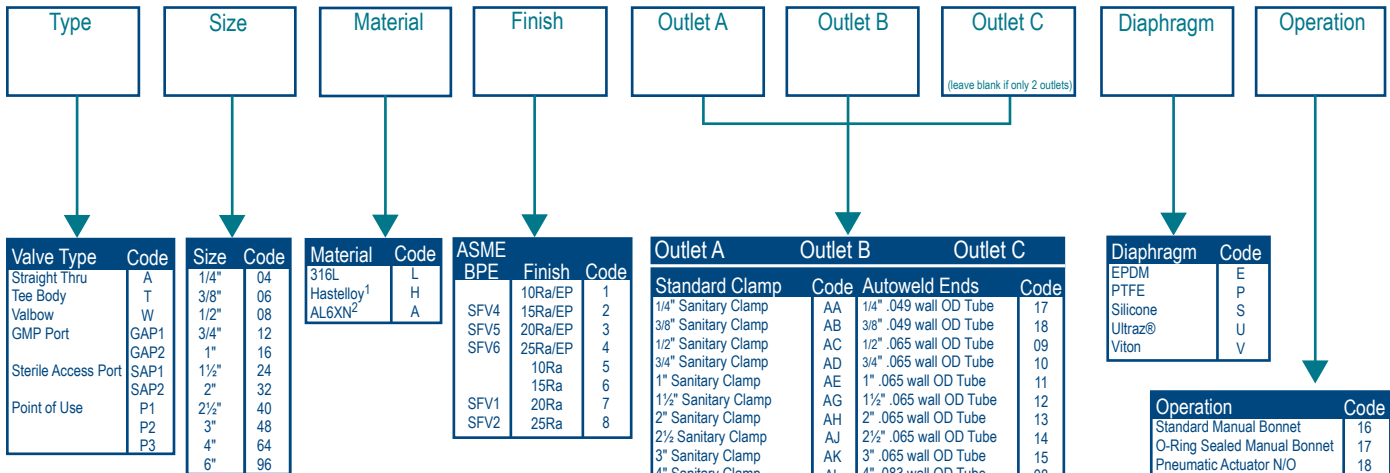 Type Size Material Finish Outlet A Outlet B Outlet C Diaphragm Operation
(leave blank if only 2 outlets)
Valve Type Code
Straight Thru A
Tee Body T
Valbow W
GMP Port GAP1
GAP2
Sterile Access Port SAP1
SAP2
Point of Use P1
P2
P3
Size Code
1/4" 04
3/8" 06
1/2" 08
3/4" 12
1" 16
1½" 24
2" 32
2½" 40
3" 48
4" 64
6" 96
Material Code
316L L
Hastelloy1 H
AL6XN2 A
ASME
BPE Finish Code
10Ra/EP 1
SFV4 15Ra/EP 2
SFV5 20Ra/EP 3
SFV6 25Ra/EP 4
10Ra 5
15Ra 6
SFV1 20Ra 7
SFV2 25Ra 8
Outlet A Outlet B Outlet C
Standard Clamp Code Autoweld Ends Code
1/4" Sanitary Clamp AA 1/4" .049 wall OD Tube 17
3/8" Sanitary Clamp AB 3/8" .049 wall OD Tube 18
1/2" Sanitary Clamp AC 1/2" .065 wall OD Tube 09
3/4" Sanitary Clamp AD 3/4" .065 wall OD Tube 10
1" Sanitary Clamp AE 1" .065 wall OD Tube 11
1½" Sanitary Clamp AG 1½" .065 wall OD Tube 12
2" Sanitary Clamp AH 2" .065 wall OD Tube 13
2½ Sanitary Clamp AJ 2½" .065 wall OD Tube 14
3" Sanitary Clamp AK 3" .065 wall OD Tube 15
4" Sanitary Clamp AL 4" .083 wall OD Tube
Diaphragm Code
EPDM E
PTFE P
Silicone S
Ultraz® U
Viton V
Operation Code
Standard Manual Bonnet 16
O-Ring Sealed Manual Bonnet 17
Pneumatic Actuator N/O 18